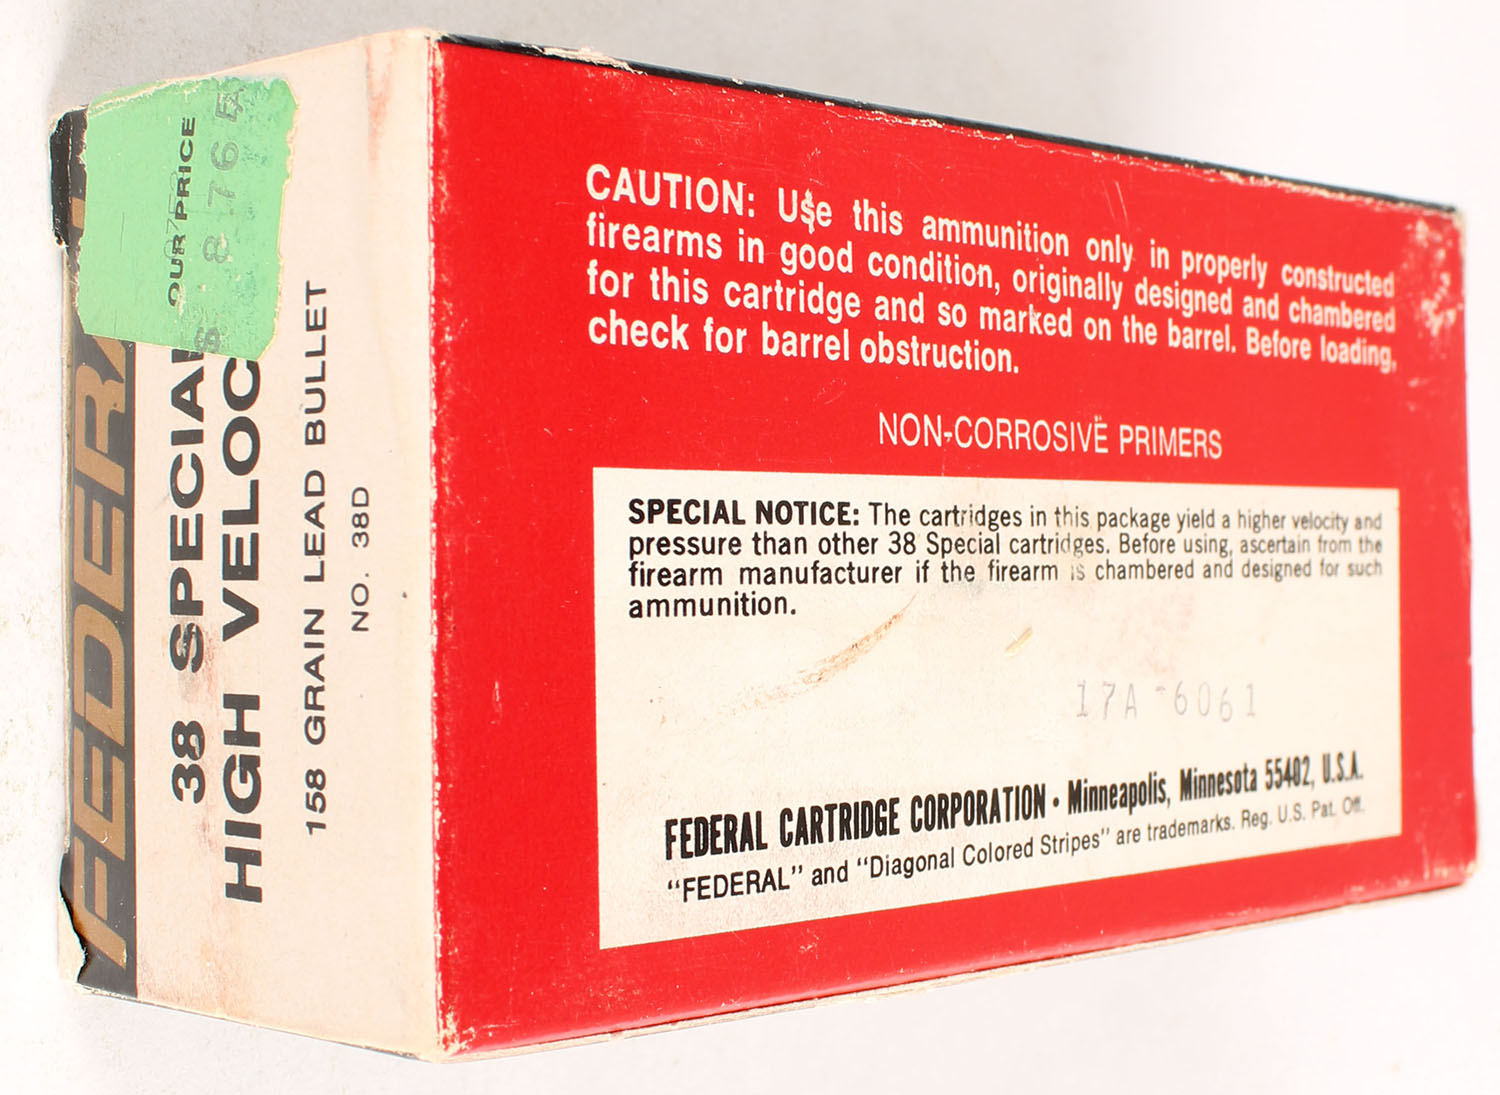 FEDERA
38 SPECIA
HIGH VELOC
158 GRAIN LEAD BULLET
NO. 38D
OUR PRICE
$ 8.76
CAUTION: Use this ammunition only in properly constructed
firearms in good condition, originally designed and chambered
for this cartridge and so marked on the barrel. Before loading,
check for barrel obstruction.
NON-CORROSIVE PRIMERS
SPECIAL NOTICE: The cartridges in this package yield a higher velocity and
pressure than other 38 Special cartridges. Before using, ascertain from the
firearm manufacturer if the firearm is chambered and designed for such
ammunition.
17A-6061
FEDERAL CARTRIDGE CORPORATION • Minneapolis, Minnesota 55402, U.S.A.
"FEDERAL" and "Diagonal Colored Stripes" are trademarks. Reg. U.S. Pat. Off.